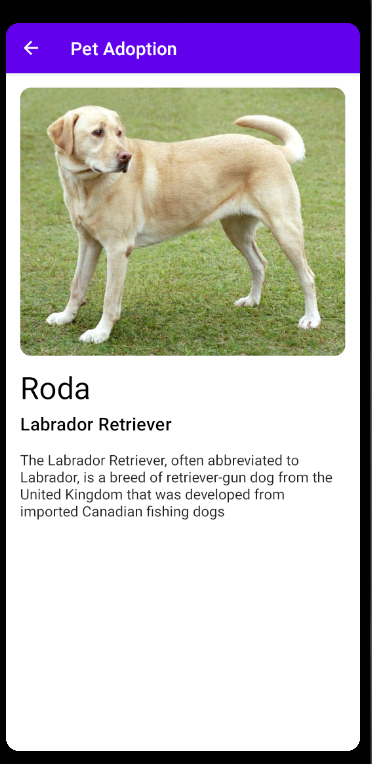 Pet Adoption
Roda
Labrador Retriever
The Labrador Retriever, often abbreviated to
Labrador, is a breed of retriever-gun dog from the
United Kingdom that was developed from
imported Canadian fishing dogs